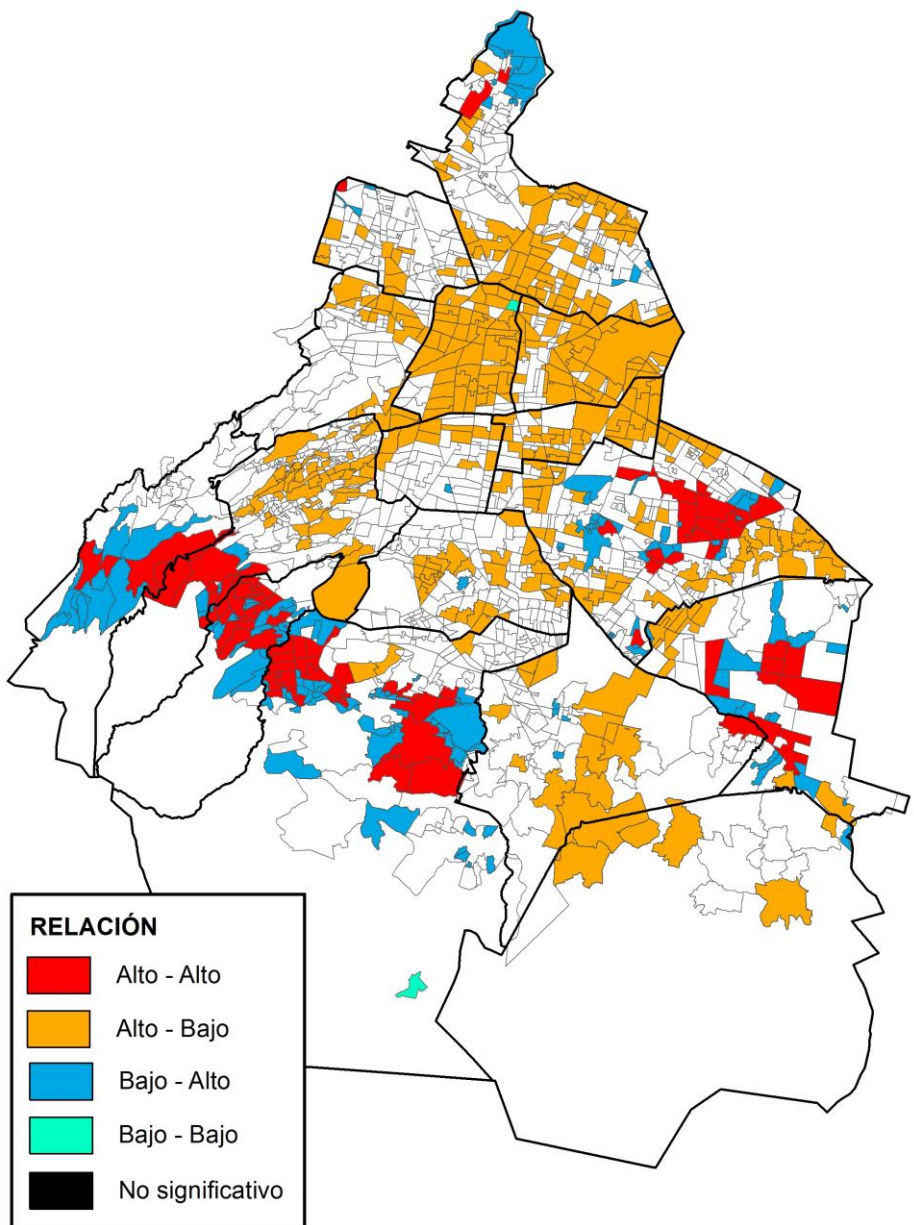 RELACIÓN
Alto - Alto
Alto - Bajo
Bajo - Alto
Bajo - Bajo
No significativo